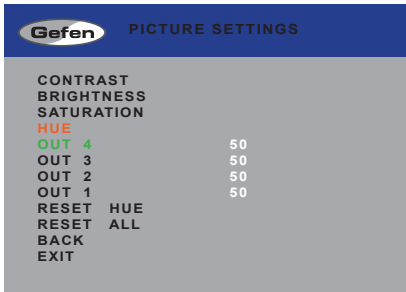 Gefen PICTURE SETTINGS
CONTRAST
BRIGHTNESS
SATURATION
HUE
OUT 4 50
OUT 3 50
OUT 2 50
OUT 1 50
RESET HUE
RESET ALL
BACK
EXIT